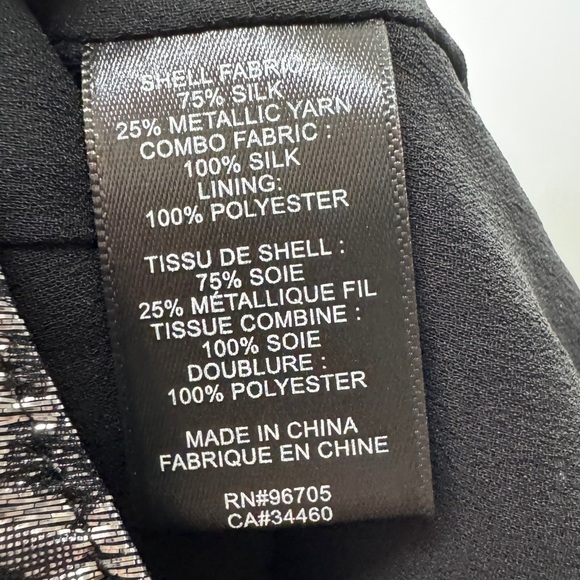 SHELL FABRIC:
75% SILK
25% METALLIC YARN
COMBO FABRIC :
100% SILK
LINING:
100% POLYESTER
TISSU DE SHELL :
75% SOIE
25% MÉTALLIQUE FIL
TISSUE COMBINE :
100% SOIE
DOUBLURE :
100% POLYESTER
MADE IN CHINA
FABRIQUE EN CHINE
RN#96705
CA#34460